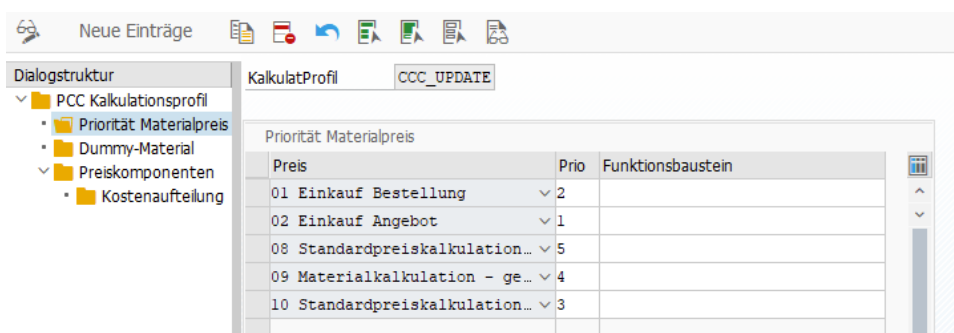 Neue Einträge
Dialogstruktur
PCC Kalkulationsprofil
Priorität Materialpreis
Dummy-Material
Preiskomponenten
Kostenaufteilung
KalkulatProfil CCC_UPDATE
Priorität Materialpreis
Preis Prio Funktionsbaustein
01 Einkauf Bestellung 2
02 Einkauf Angebot 1
08 Standardpreiskalkulation… 5
09 Materialkalkulation - ge… 4
10 Standardpreiskalkulation… 3